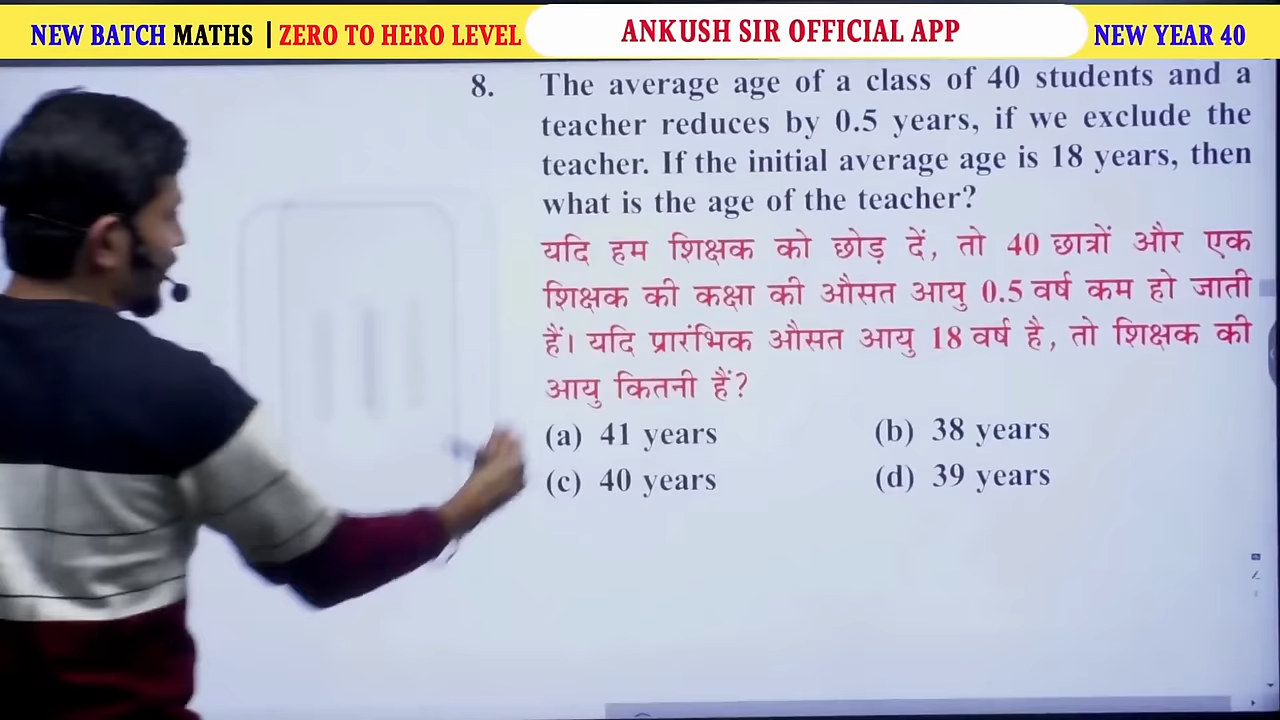 NEW BATCH MATHS | ZERO TO HERO LEVEL
ANKUSH SIR OFFICIAL APP
NEW YEAR 40
8. The average age of a class of 40 students and a
teacher reduces by 0.5 years, if we exclude the
teacher. If the initial average age is 18 years, then
what is the age of the teacher?
यदि हम शिक्षक को छोड़ दें, तो 40 छात्रों और एक
शिक्षक की कक्षा की औसत आयु 0.5 वर्ष कम हो जाती
हैं। यदि प्रारंभिक औसत आयु 18 वर्ष है, तो शिक्षक की
आयु कितनी हैं?
(a) 41 years (b) 38 years
(c) 40 years (d) 39 years